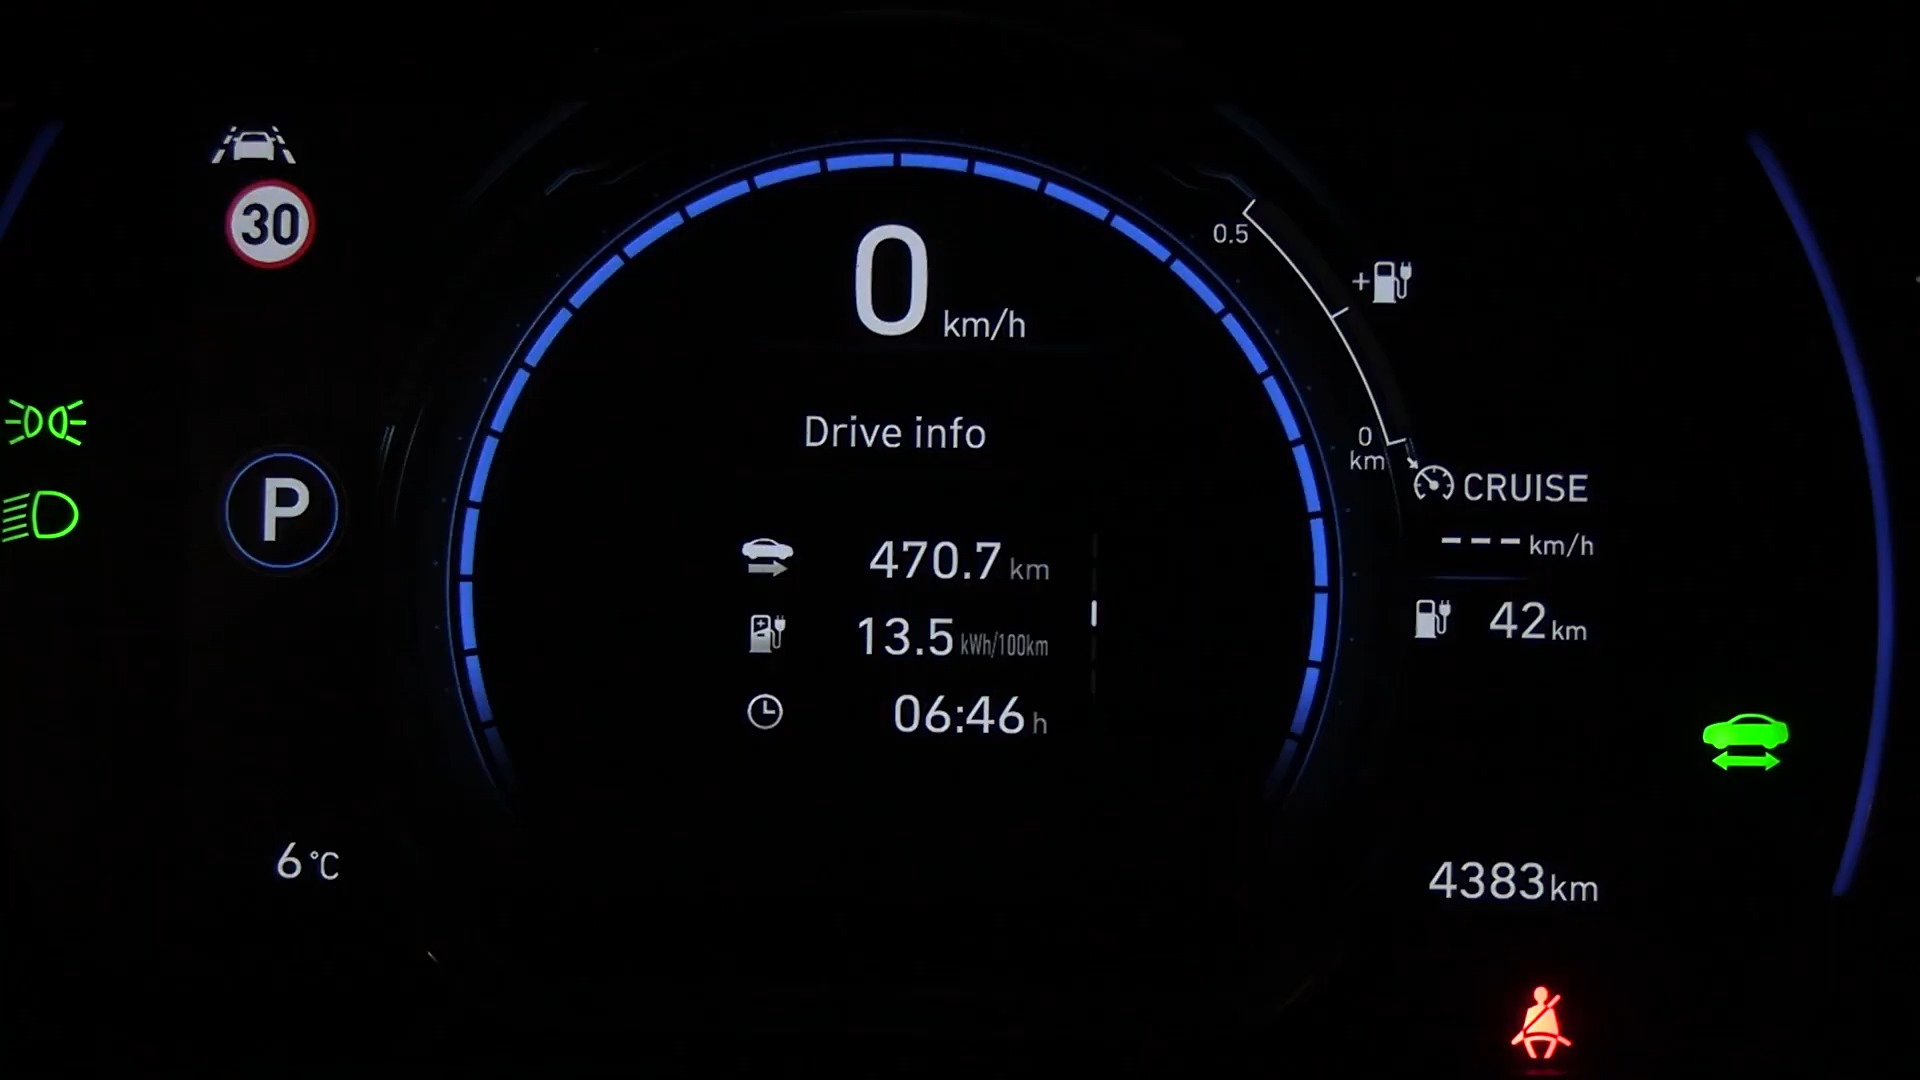 30
0 km/h
0.5
Drive info
0
km
CRUISE
--- km/h
P
470.7 km
13.5 kWh/100km
42 km
06:46 h
6 °C
4383 km